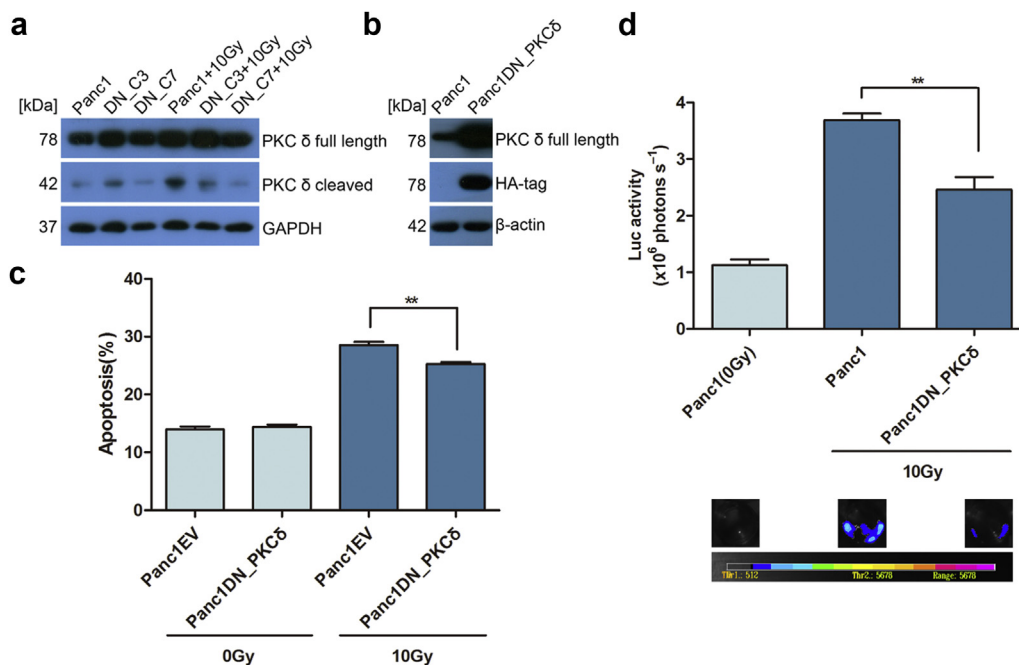 a
[kDa]
Panc1
DN_C3
DN_C7
Panc1+10Gy
DN_C3+10Gy
DN_C7+10Gy
78
PKC δ full length
42
PKC δ cleaved
37
GAPDH
b
[kDa]
Panc1
Panc1DN_PKCδ
78
PKC δ full length
78
HA-tag
42
β-actin
c
Apoptosis(%)
40
30
20
10
0
**
Panc1EV
Panc1DN_PKCδ
Panc1EV
Panc1DN_PKCδ
0Gy
10Gy
d
Luc activity
(x10⁶ photons s⁻¹)
4
3
2
1
0
**
Panc1(0Gy)
Panc1
Panc1DN_PKCδ
10Gy
Thr1.: 512
Thr2.: 5678
Range: 5678